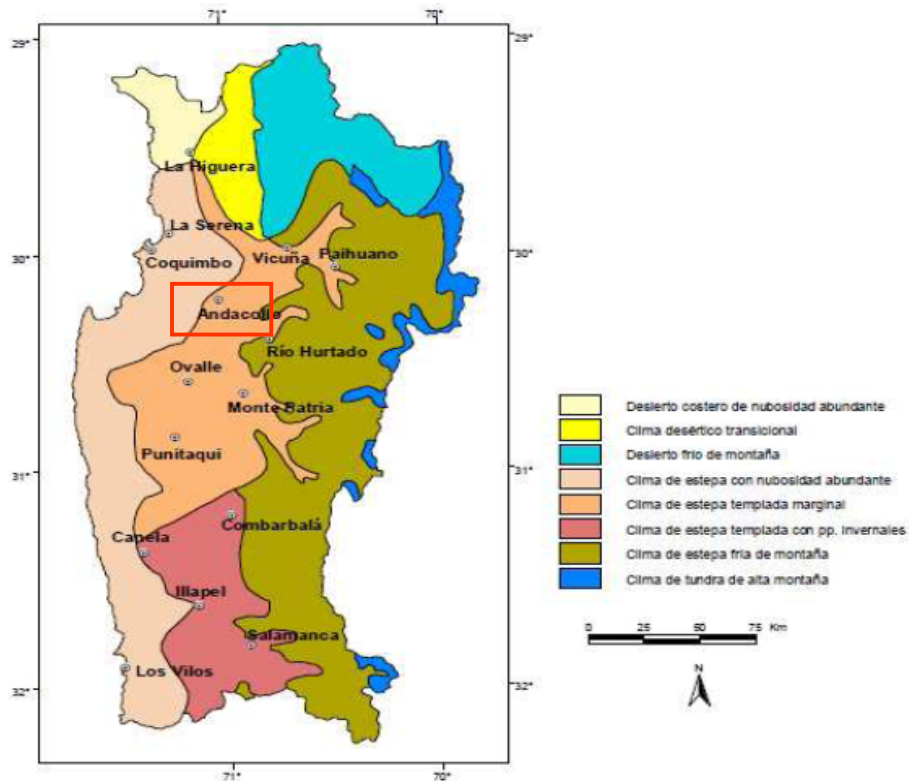 71°
70°
29°
29°
La Higuera
La Serena
30°
30°
Vicuña
Paihuano
Coquimbo
Andacollo
Río Hurtado
Ovalle
Monte Patria
Punitaqui
31°
31°
Combarbalá
Canela
Illapel
Salamanca
Los Vilos
32°
32°
71°
70°
Desierto costero de nubosidad abundante
Clima desértico transicional
Desierto frio de montaña
Clima de estepa con nubosidad abundante
Clima de estepa templada marginal
Clima de estepa templada con pp. invernales
Clima de estepa fria de montaña
Clima de tundra de alta montaña
0 25 50 75 Km
N